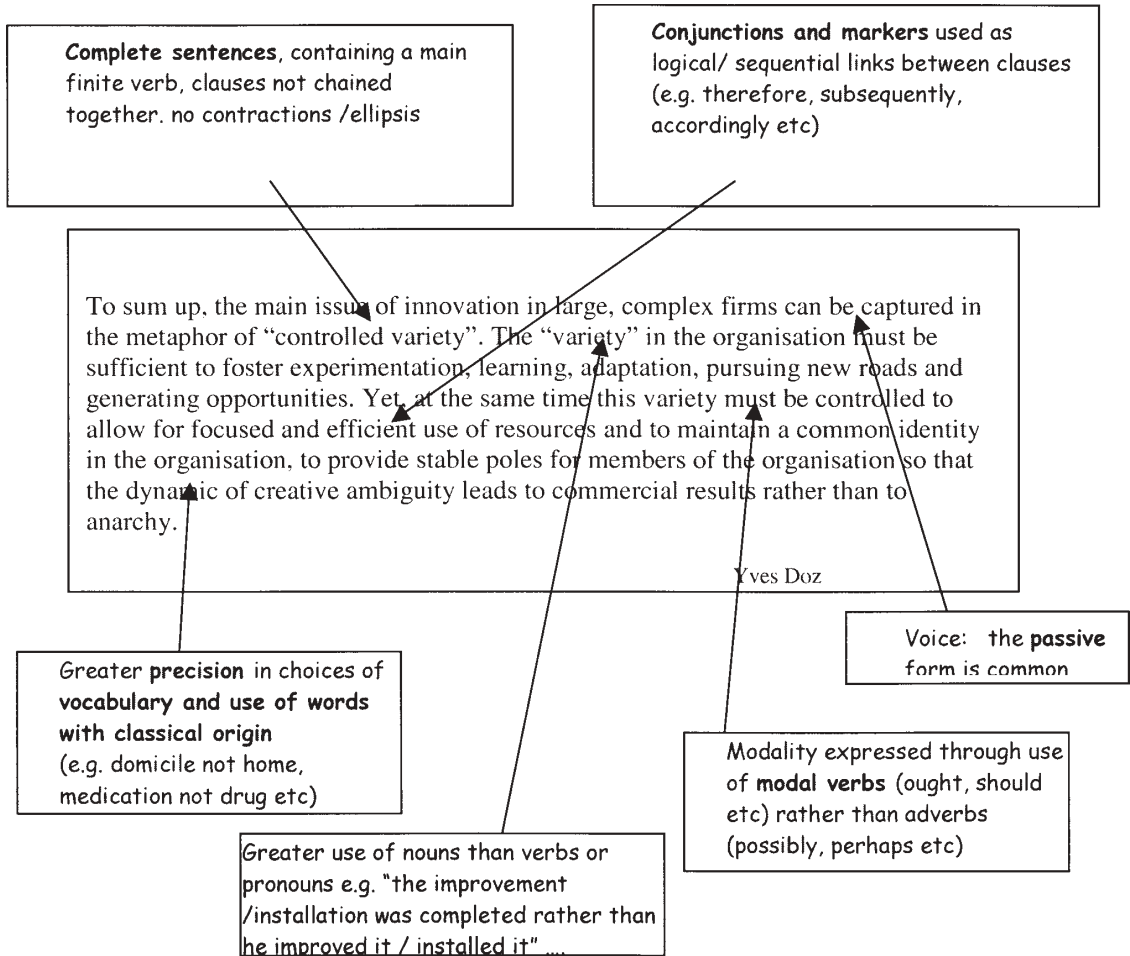 Complete sentences, containing a main
finite verb, clauses not chained
together. no contractions /ellipsis
Conjunctions and markers used as
logical/ sequential links between clauses
(e.g. therefore, subsequently,
accordingly etc)
To sum up, the main issue of innovation in large, complex firms can be captured in
the metaphor of “controlled variety”. The “variety” in the organisation must be
sufficient to foster experimentation, learning, adaptation, pursuing new roads and
generating opportunities. Yet, at the same time this variety must be controlled to
allow for focused and efficient use of resources and to maintain a common identity
in the organisation, to provide stable poles for members of the organisation so that
the dynamic of creative ambiguity leads to commercial results rather than to
anarchy.
Yves Doz
Voice: the passive
form is common
Greater precision in choices of
vocabulary and use of words
with classical origin
(e.g. domicile not home,
medication not drug etc)
Modality expressed through use
of modal verbs (ought, should
etc) rather than adverbs
(possibly, perhaps etc)
Greater use of nouns than verbs or
pronouns e.g. “the improvement
/installation was completed rather than
he improved it / installed it” ....